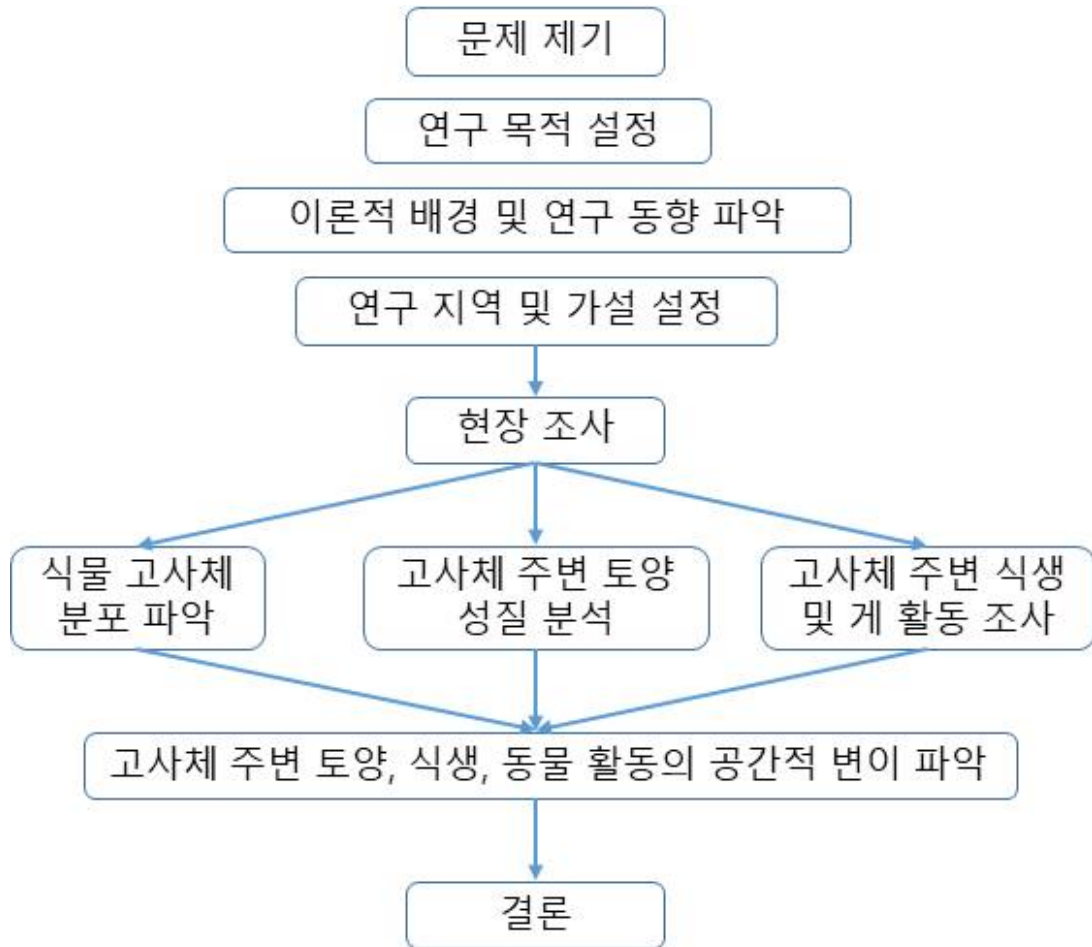 문제 제기
연구 목적 설정
이론적 배경 및 연구 동향 파악
연구 지역 및 가설 설정
현장 조사
식물 고사체
분포 파악
고사체 주변 토양
성질 분석
고사체 주변 식생
및 게 활동 조사
고사체 주변 토양, 식생, 동물 활동의 공간적 변이 파악
결론